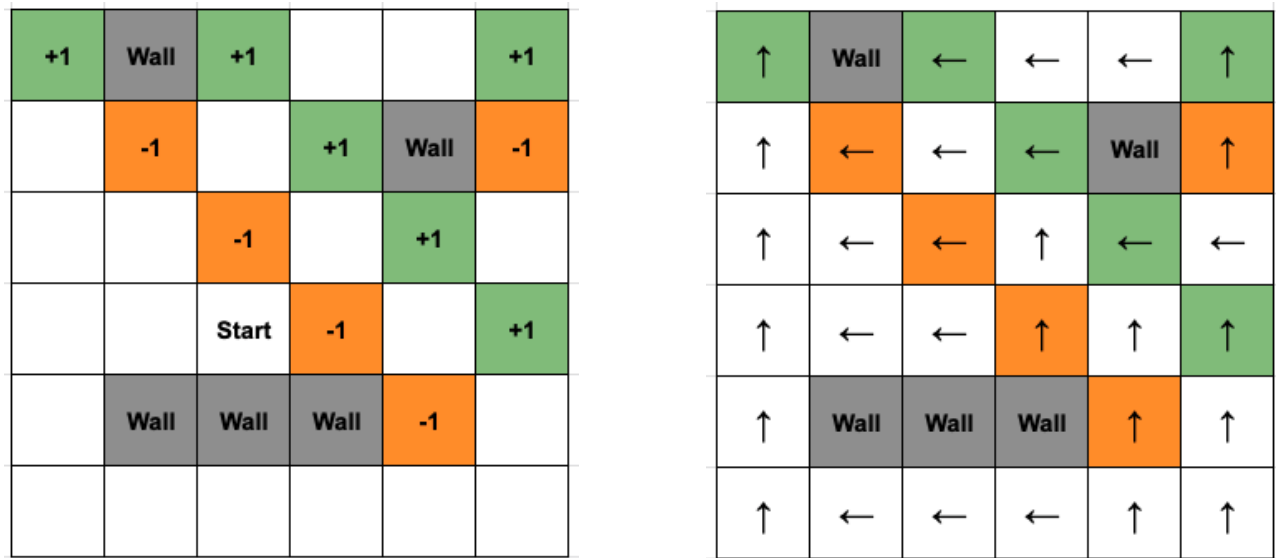 +1 Wall +1 +1
-1 +1 Wall -1
-1 +1
Start -1 +1
Wall Wall Wall -1
↑ Wall ← ← ← ↑
↑ ← ← ← Wall ↑
↑ ← ← ↑ ← ←
↑ ← ← ↑ ↑ ↑
↑ Wall Wall Wall ↑ ↑
↑ ← ← ← ↑ ↑